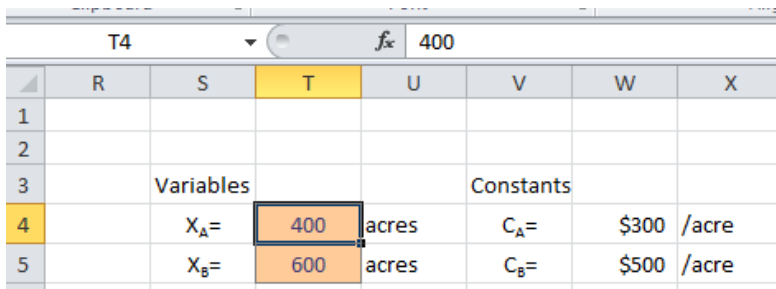 T4 fx 400
R S T U V W X
1
2
3 Variables Constants
4 XA= 400 acres CA= $300 /acre
5 XB= 600 acres CB= $500 /acre